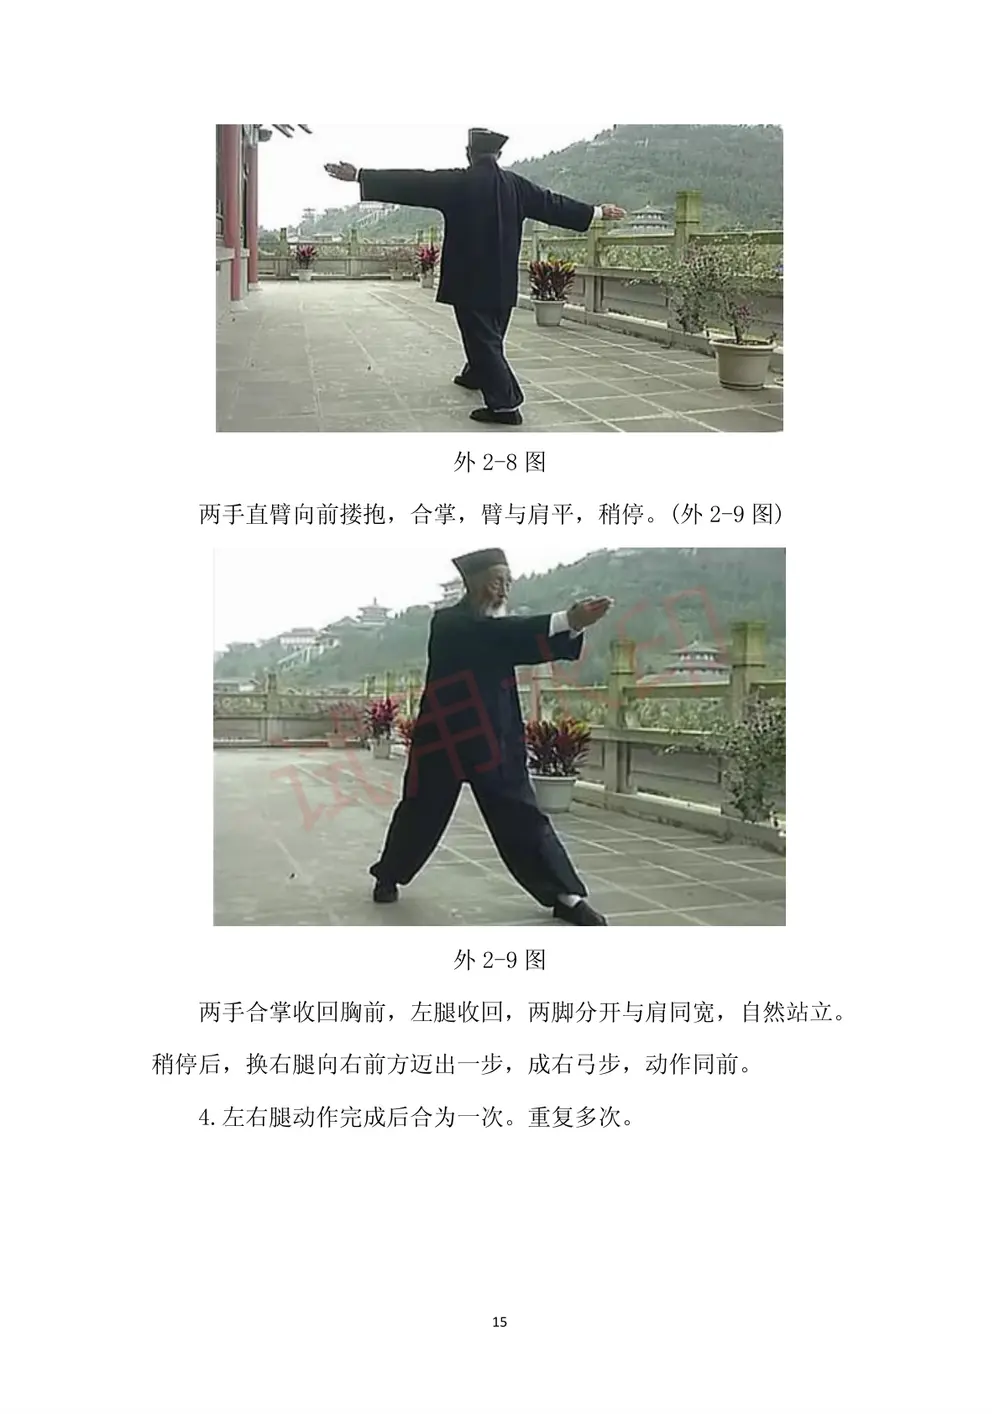 外 2-8 图
两手直臂向前搂抱，合掌，臂与肩平，稍停。(外 2-9 图)
试用水印
外 2-9 图
两手合掌收回胸前，左腿收回，两脚分开与肩同宽，自然站立。
稍停后，换右腿向右前方迈出一步，成右弓步，动作同前。
4.左右腿动作完成后合为一次。重复多次。
15